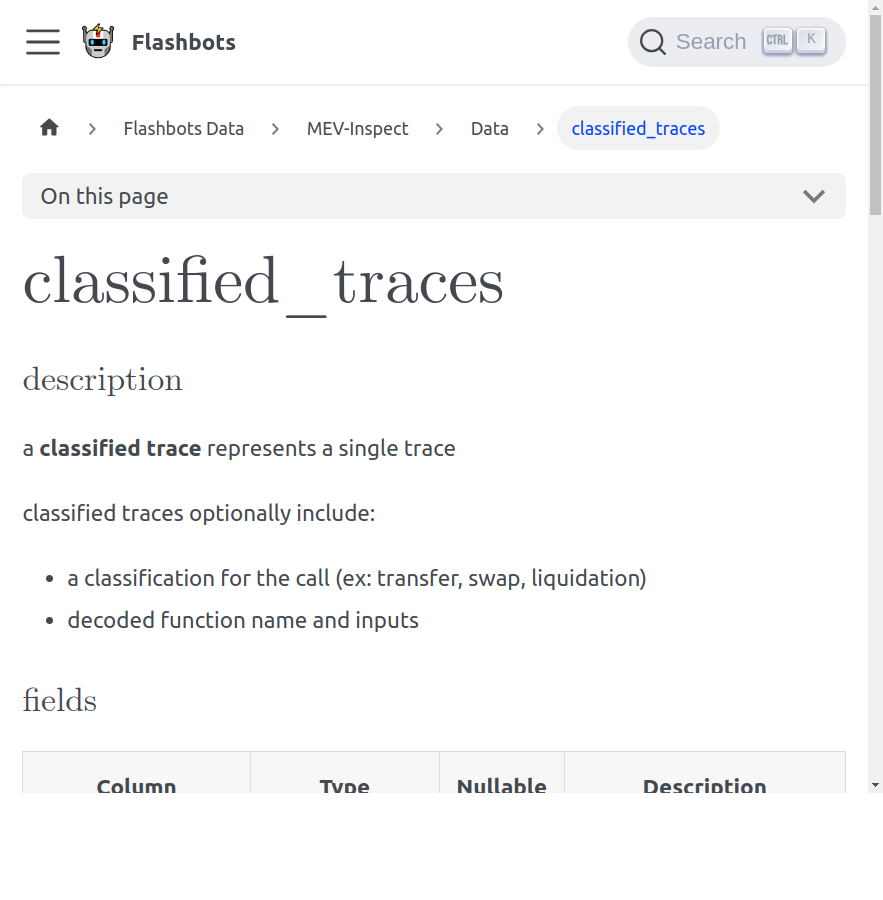 Flashbots
Search CTRL K
Flashbots Data MEV-Inspect Data classified_traces
On this page
classified_traces
description
a classified trace represents a single trace
classified traces optionally include:
a classification for the call (ex: transfer, swap, liquidation)
decoded function name and inputs
fields
Column Type Nullable Description